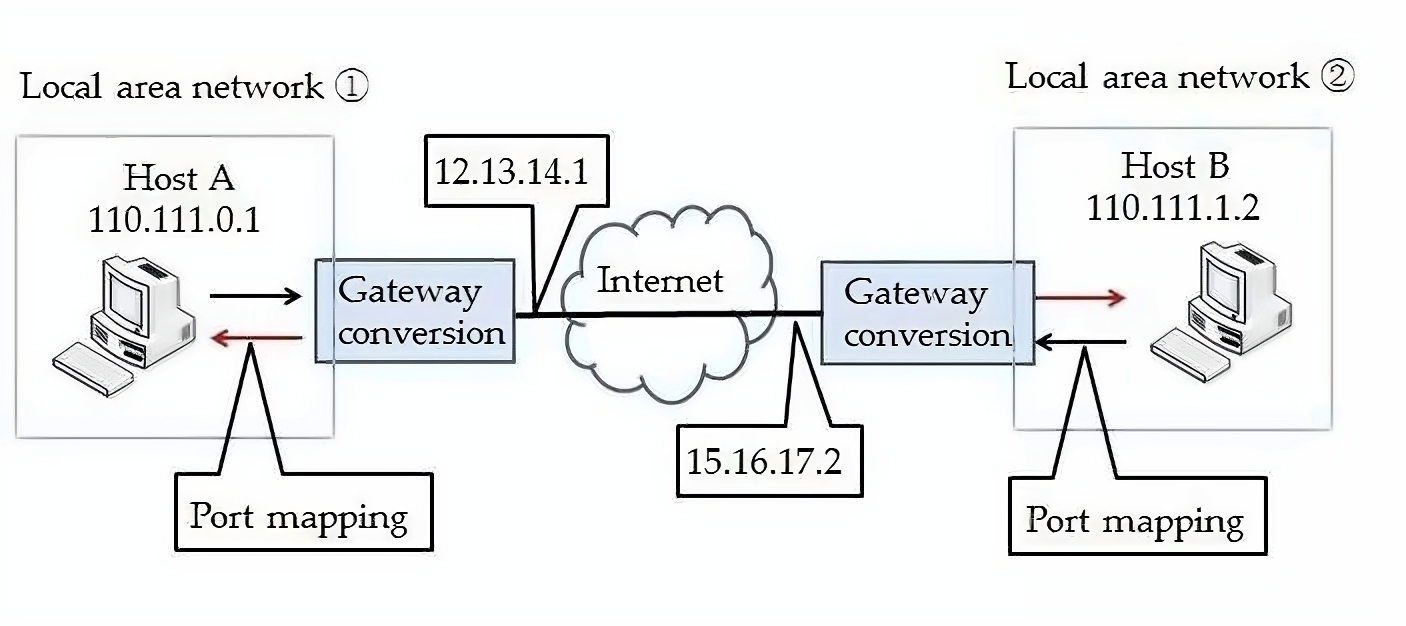 Local area network ①
Local area network ②
Host A
110.111.0.1
12.13.14.1
Host B
110.111.1.2
Gateway
conversion
Internet
Gateway
conversion
15.16.17.2
Port mapping
Port mapping